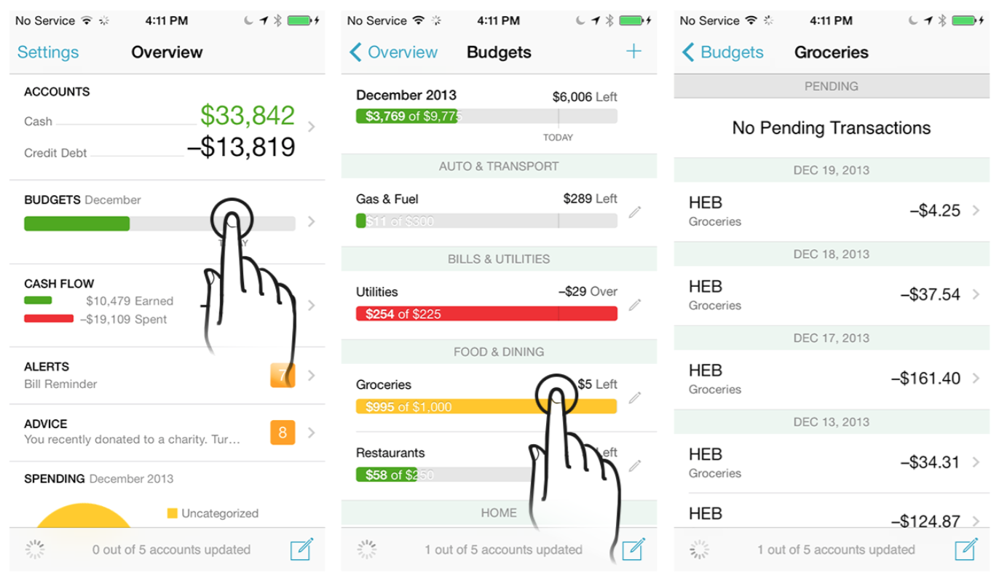 No Service 4:11 PM
Settings Overview
ACCOUNTS
Cash $33,842
Credit Debt –$13,819
BUDGETS December
CASH FLOW
$10,479 Earned
–$19,109 Spent
ALERTS
Bill Reminder 7
ADVICE
You recently donated to a charity. Tur... 8
SPENDING December 2013
Uncategorized
0 out of 5 accounts updated
No Service 4:11 PM
Overview Budgets +
December 2013 $6,006 Left
$3,769 of $9,775
TODAY
AUTO & TRANSPORT
Gas & Fuel $289 Left
$11 of $300
BILLS & UTILITIES
Utilities –$29 Over
$254 of $225
FOOD & DINING
Groceries $5 Left
$995 of $1,000
Restaurants Left
$58 of $250
HOME
1 out of 5 accounts updated
No Service 4:11 PM
Budgets Groceries
PENDING
No Pending Transactions
DEC 19, 2013
HEB
Groceries –$4.25
DEC 18, 2013
HEB
Groceries –$37.54
DEC 17, 2013
HEB
Groceries –$161.40
DEC 13, 2013
HEB
Groceries –$34.31
HEB
–$124.87
1 out of 5 accounts updated